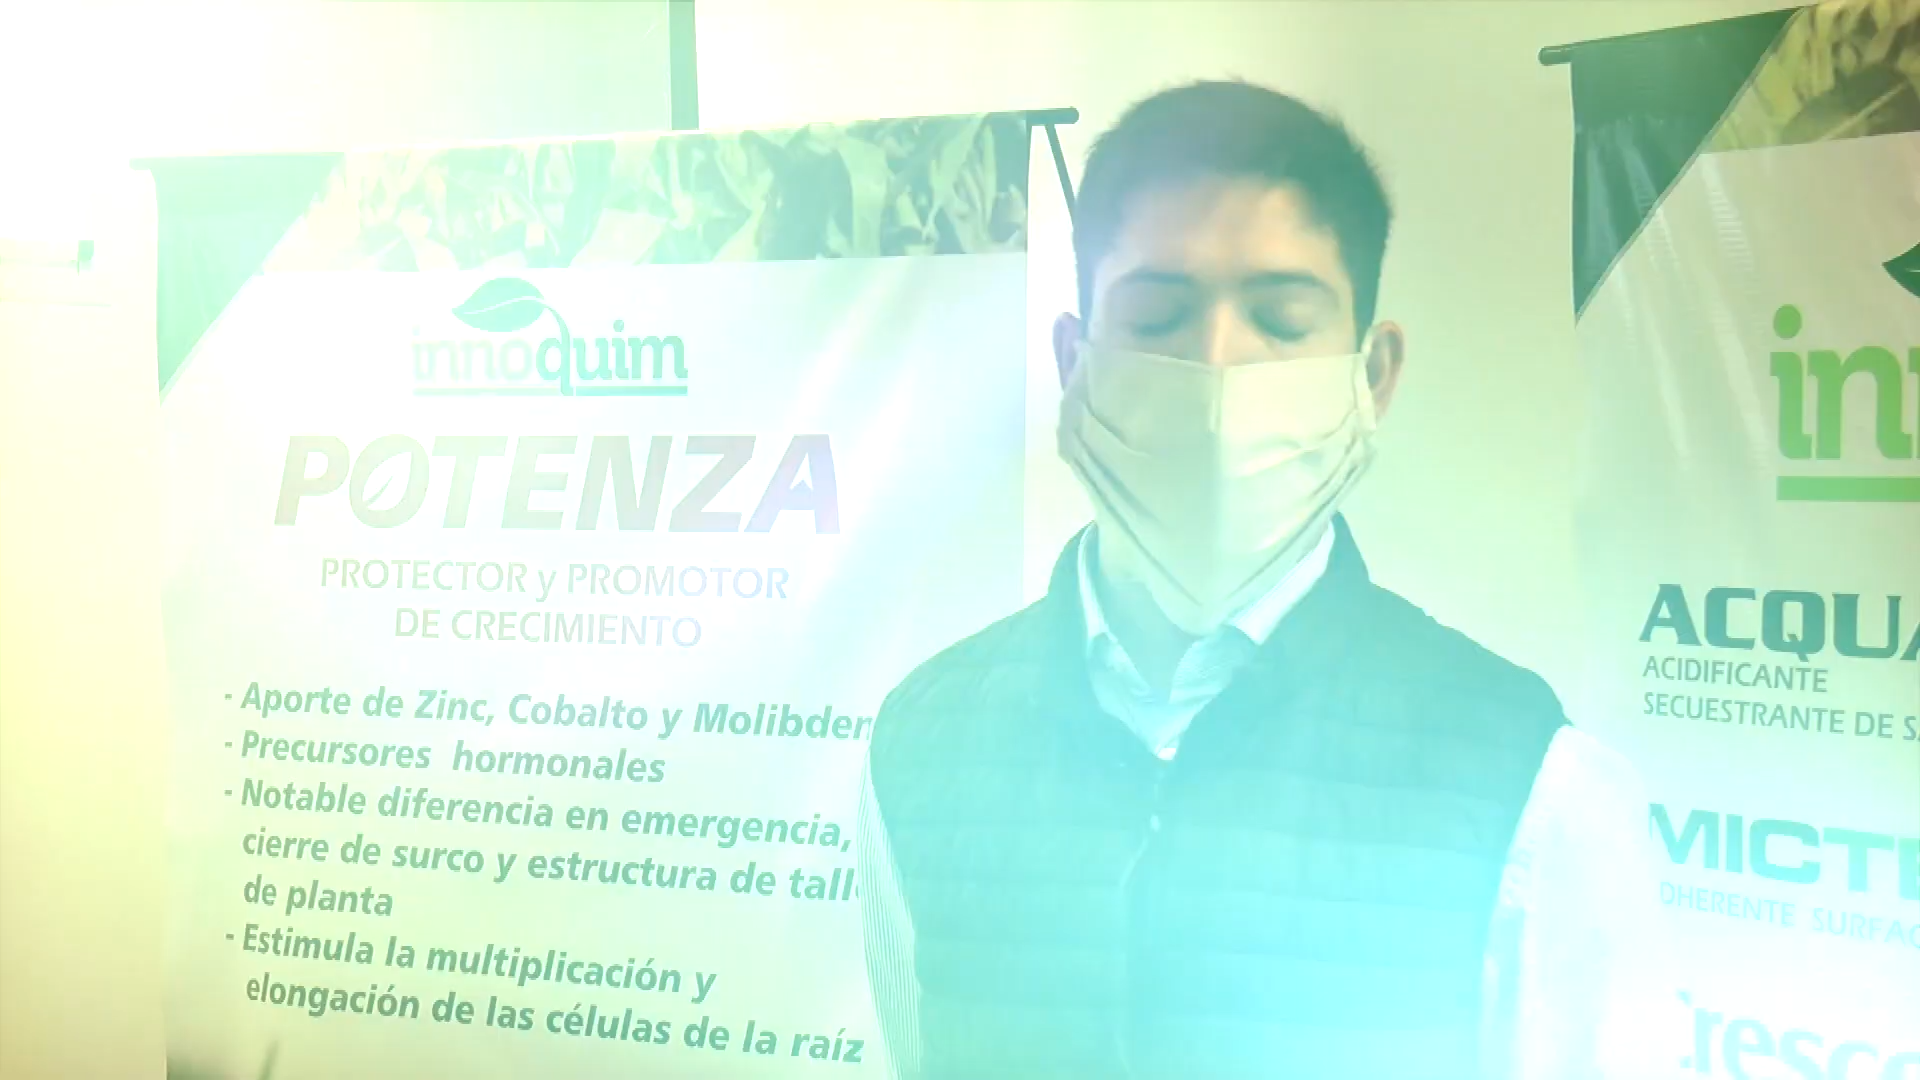 innoquim
POTENZA
PROTECTOR y PROMOTOR
DE CRECIMIENTO
- Aporte de Zinc, Cobalto y Molibden
- Precursores hormonales
- Notable diferencia en emergencia,
cierre de surco y estructura de tall
de planta
- Estimula la multiplicación y
elongación de las células de la raíz
inn
ACQUA
ACIDIFICANTE
SECUESTRANTE DE S
MICT
DHERENTE SURFAC
resc